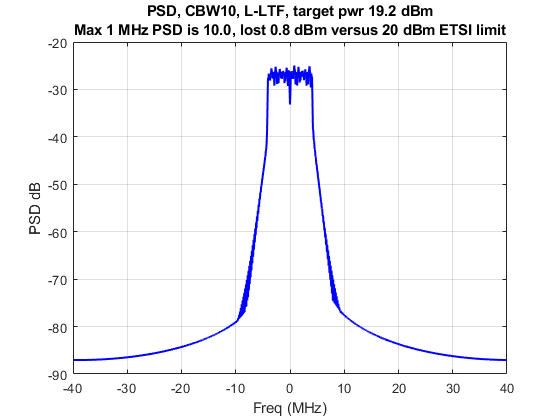 PSD, CBW10, L-LTF, target pwr 19.2 dBm
Max 1 MHz PSD is 10.0, lost 0.8 dBm versus 20 dBm ETSI limit
-20
-30
-40
-50
-60
-70
-80
-90
PSD dB
-40 -30 -20 -10 0 10 20 30 40
Freq (MHz)